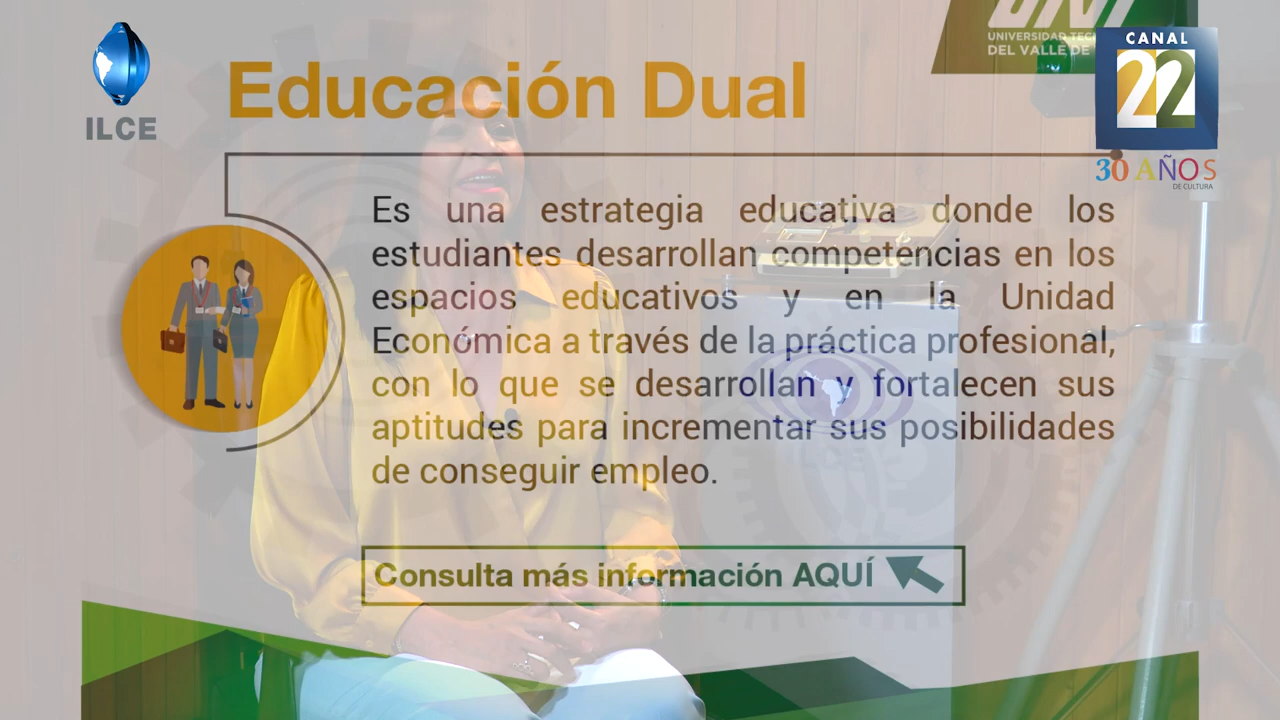 UNIVERSIDAD
DEL VALLE DE
CANAL
22
30 AÑOS
DE CULTURA
ILCE
Educación Dual
Es una estrategia educativa donde los
estudiantes desarrollan competencias en los
espacios educativos y en la Unidad
Económica a través de la práctica profesional,
con lo que se desarrollan y fortalecen sus
aptitudes para incrementar sus posibilidades
de conseguir empleo.
Consulta más información AQUÍ